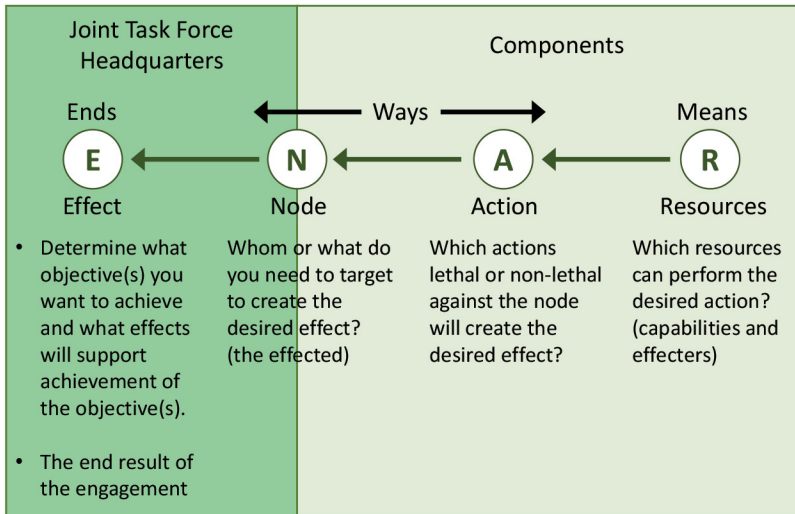 Joint Task Force
Headquarters
Components
Ends
Ways
Means
E
N
A
R
Effect
Node
Action
Resources
• Determine what
objective(s) you
want to achieve
and what effects
will support
achievement of
the objective(s).
• The end result of
the engagement
Whom or what do
you need to target
to create the
desired effect?
(the effected)
Which actions
lethal or non-lethal
against the node
will create the
desired effect?
Which resources
can perform the
desired action?
(capabilities and
effecters)